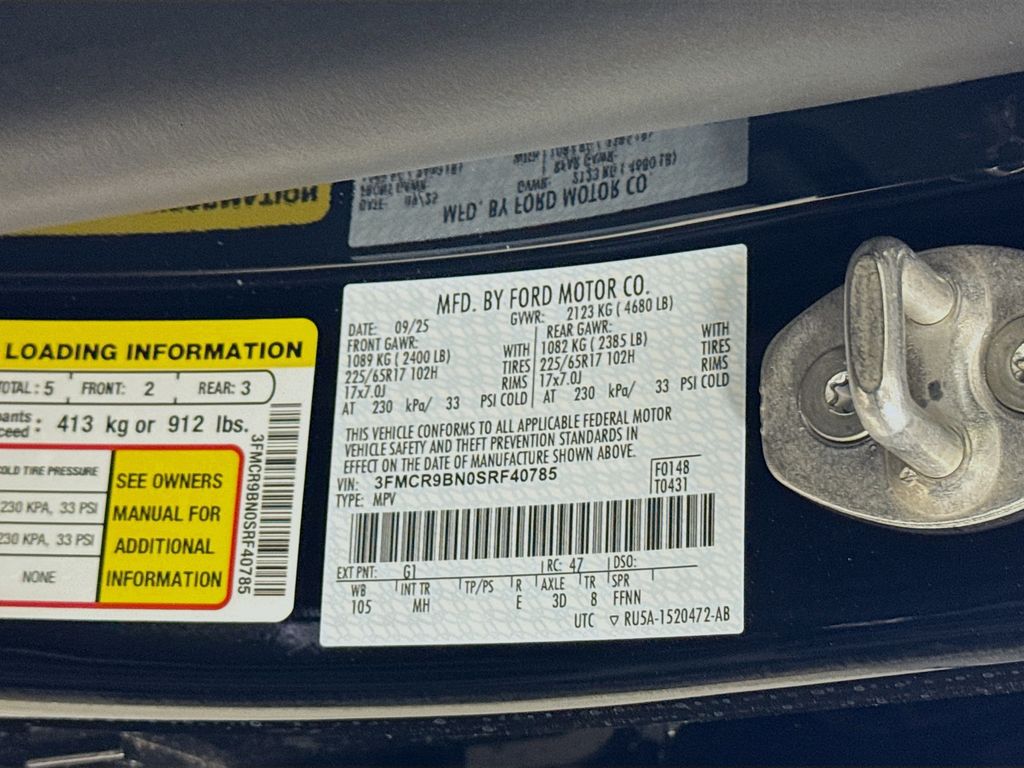 LOADING INFORMATION
TOTAL: 5 FRONT: 2 REAR: 3
413 kg or 912 lbs.
COLD TIRE PRESSURE
230 KPA, 33 PSI
230 KPA, 33 PSI
NONE
SEE OWNERS
MANUAL FOR
ADDITIONAL
INFORMATION
3FMCR9BN0SRF40785
MFD. BY FORD MOTOR CO.
DATE: 09/25 GVWR: 2123 KG ( 4680 LB)
FRONT GAWR: REAR GAWR:
1089 KG ( 2400 LB) WITH 1082 KG ( 2385 LB) WITH
225/65R17 102H TIRES 225/65R17 102H TIRES
17x7.0J RIMS 17x7.0J RIMS
AT 230 kPa/ 33 PSI COLD AT 230 kPa/ 33 PSI COLD
THIS VEHICLE CONFORMS TO ALL APPLICABLE FEDERAL MOTOR
VEHICLE SAFETY AND THEFT PREVENTION STANDARDS IN
EFFECT ON THE DATE OF MANUFACTURE SHOWN ABOVE.
VIN: 3FMCR9BN0SRF40785 F0148
TYPE: MPV T0431
EXT PNT: G1 RC: 47 DSO:
WB INT TR TP/PS R AXLE TR SPR
105 MH E 3D 8 FFNN
UTC ▽ RU5A-1520472-AB